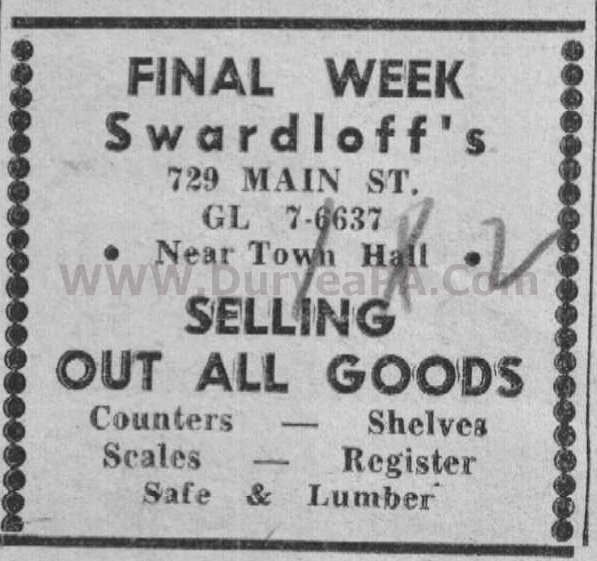 FINAL WEEK
Swardloff's
729 MAIN ST.
GL 7-6637
• Near Town Hall •
WWW.DuryeaPA.Com
SELLING
OUT ALL GOODS
Counters — Shelves
Scales — Register
Safe & Lumber